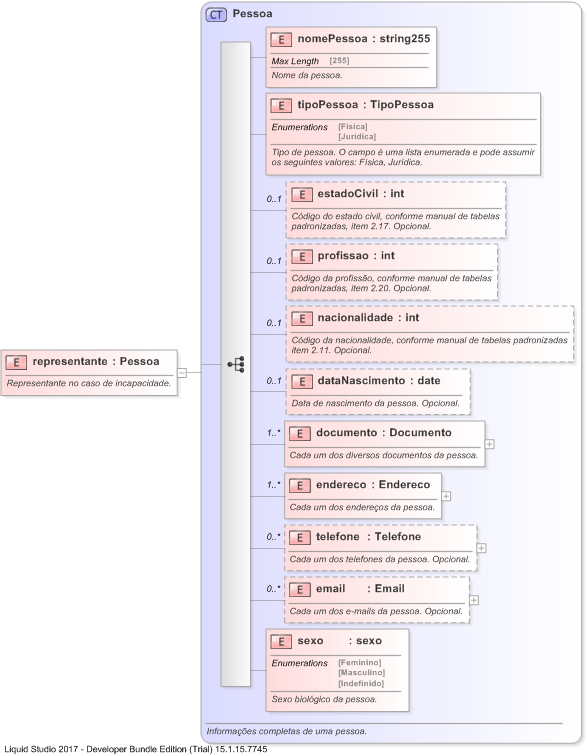 CT Pessoa
E nomePessoa : string255
Max Length [255]
Nome da pessoa.
E tipoPessoa : TipoPessoa
Enumerations [Física]
[Jurídica]
Tipo de pessoa. O campo é uma lista enumerada e pode assumir
os seguintes valores: Física, Jurídica.
0..1 E estadoCivil : int
Código do estado civil, conforme manual de tabelas
padronizadas, item 2.17. Opcional.
0..1 E profissao : int
Código da profissão, conforme manual de tabelas
padronizadas, item 2.20. Opcional.
0..1 E nacionalidade : int
Código da nacionalidade, conforme manual de tabelas padronizadas
item 2.11. Opcional.
E representante : Pessoa
Representante no caso de incapacidade.
0..1 E dataNascimento : date
Data de nascimento da pessoa. Opcional.
1..* E documento : Documento
Cada um dos diversos documentos da pessoa.
1..* E endereco : Endereco
Cada um dos endereços da pessoa.
0..* E telefone : Telefone
Cada um dos telefones da pessoa. Opcional.
0..* E email : Email
Cada um dos e-mails da pessoa. Opcional.
E sexo : sexo
Enumerations [Feminino]
[Masculino]
[Indefinido]
Sexo biológico da pessoa.
Informações completas de uma pessoa.
Liquid Studio 2017 - Developer Bundle Edition (Trial) 15.1.15.7745